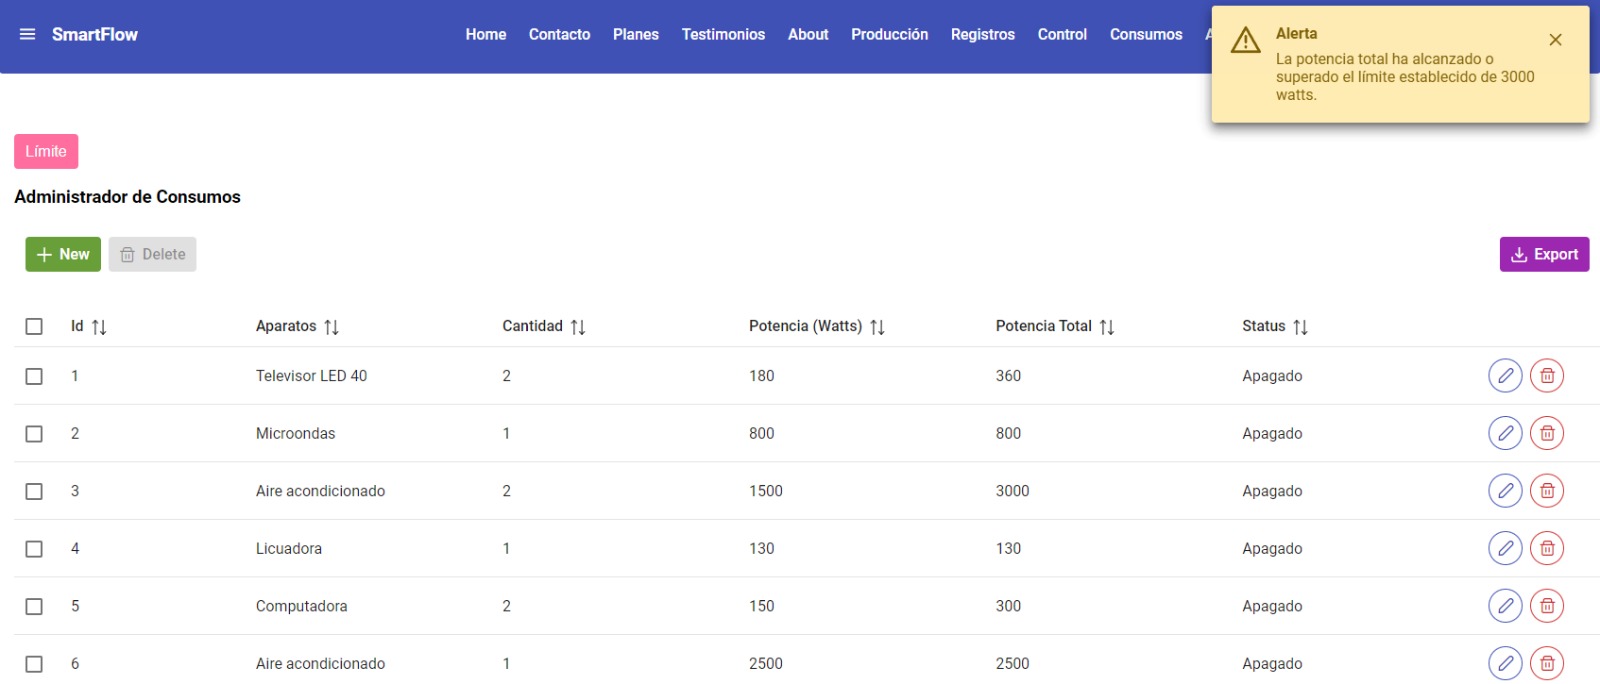 SmartFlow Home Contacto Planes Testimonios About Producción Registros Control Consumos
Alerta
La potencia total ha alcanzado o
superado el límite establecido de 3000
watts.
Límite
Administrador de Consumos
New Delete Export
Id Aparatos Cantidad Potencia (Watts) Potencia Total Status
1 Televisor LED 40 2 180 360 Apagado
2 Microondas 1 800 800 Apagado
3 Aire acondicionado 2 1500 3000 Apagado
4 Licuadora 1 130 130 Apagado
5 Computadora 2 150 300 Apagado
6 Aire acondicionado 1 2500 2500 Apagado